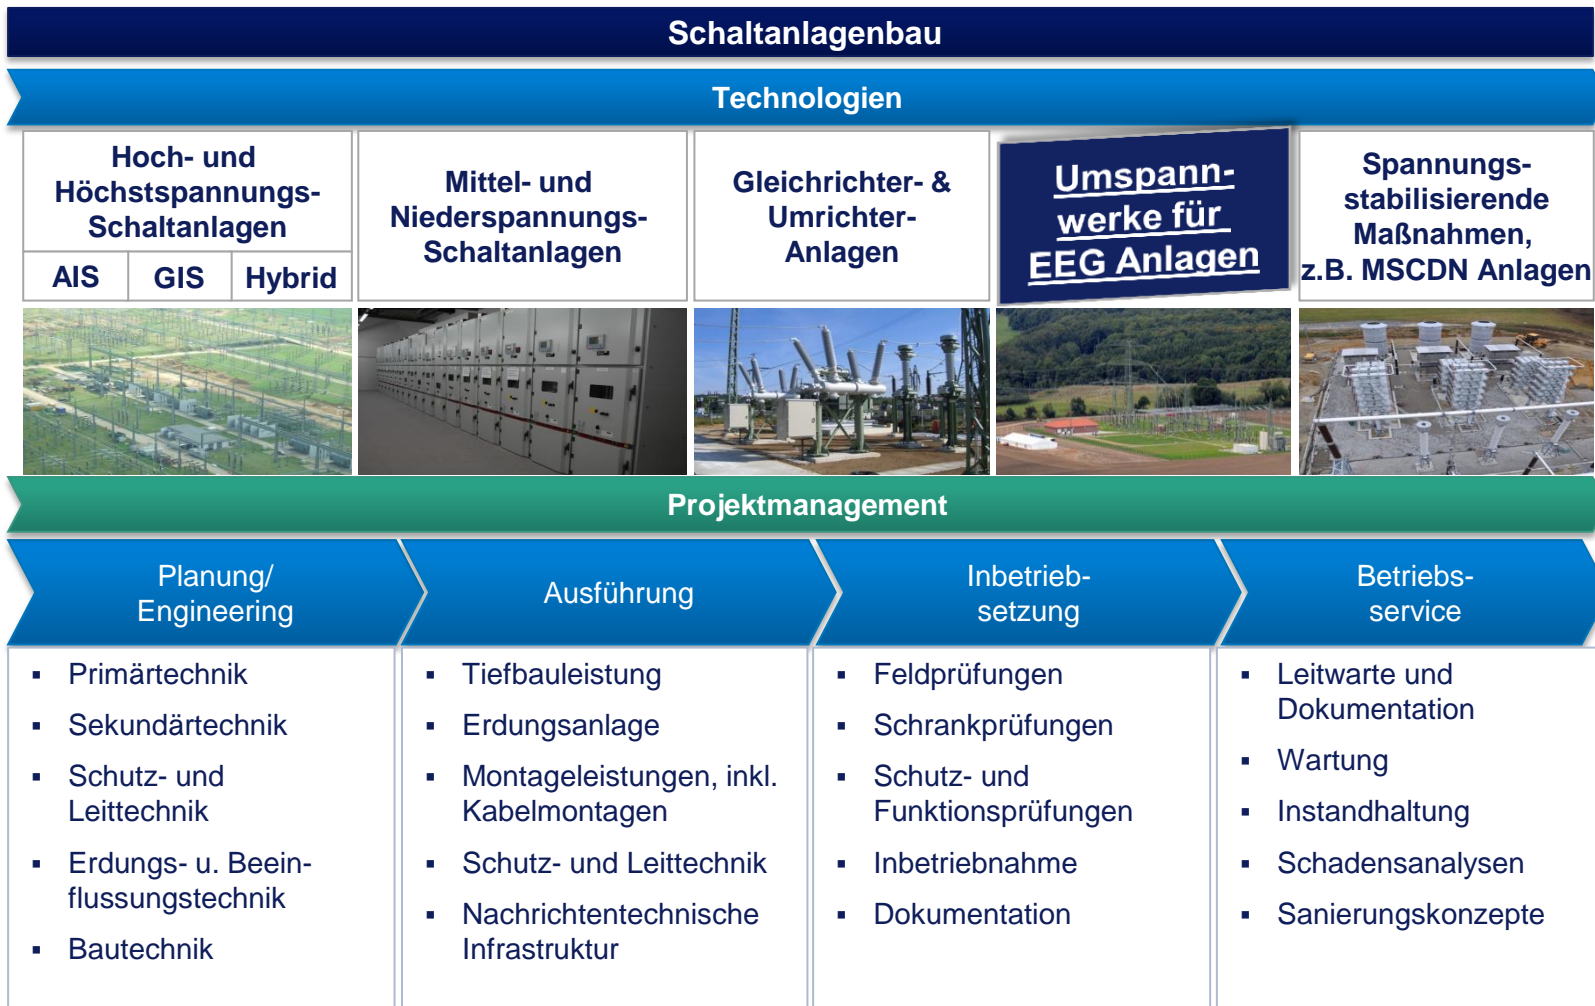 Schaltanlagenbau
Technologien
Hoch- und
Höchstspannungs-
Schaltanlagen
AIS
GIS
Hybrid
Mittel- und
Niederspannungs-
Schaltanlagen
Gleichrichter- &
Umrichter-
Anlagen
Umspann-
werke für
EEG Anlagen
Spannungs-
stabilisierende
Maßnahmen,
z.B. MSCDN Anlagen
Projektmanagement
Planung/
Engineering
▪ Primärtechnik
▪ Sekundärtechnik
▪ Schutz- und
Leittechnik
▪ Erdungs- u. Beein-
flussungstechnik
▪ Bautechnik
Ausführung
▪ Tiefbauleistung
▪ Erdungsanlage
▪ Montageleistungen, inkl.
Kabelmontagen
▪ Schutz- und Leittechnik
▪ Nachrichtentechnische
Infrastruktur
Inbetrieb-
setzung
▪ Feldprüfungen
▪ Schrankprüfungen
▪ Schutz- und
Funktionsprüfungen
▪ Inbetriebnahme
▪ Dokumentation
Betriebs-
service
▪ Leitwarte und
Dokumentation
▪ Wartung
▪ Instandhaltung
▪ Schadensanalysen
▪ Sanierungskonzepte